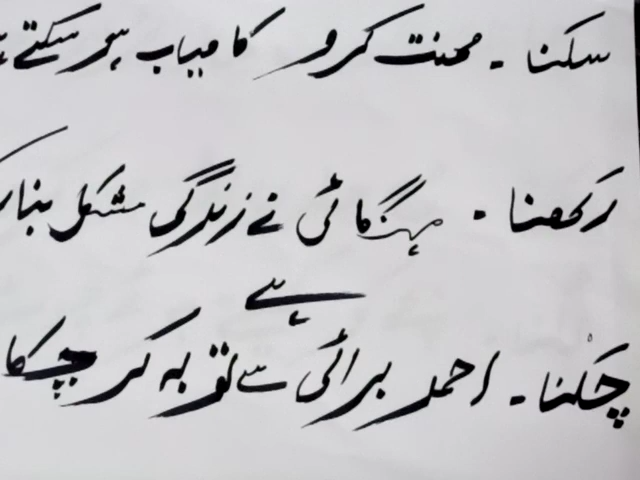 سکنا ۔ محنت کرو کامیاب ہو سکتے
رکھنا ۔ مہنگائی نے زندگی مشکل بنا
ہے
چکنا ۔ احمد برائی سے توبہ کر چکا